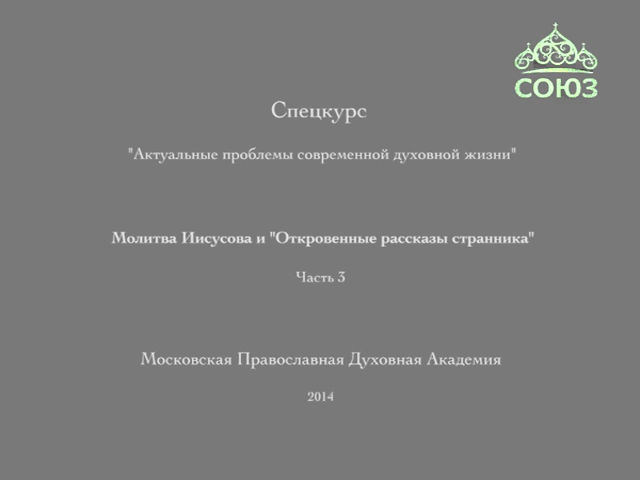 СОЮЗ
Спецкурс
"Актуальные проблемы современной духовной жизни"
Молитва Иисусова и "Откровенные рассказы странника"
Часть 3
Московская Православная Духовная Академия
2014